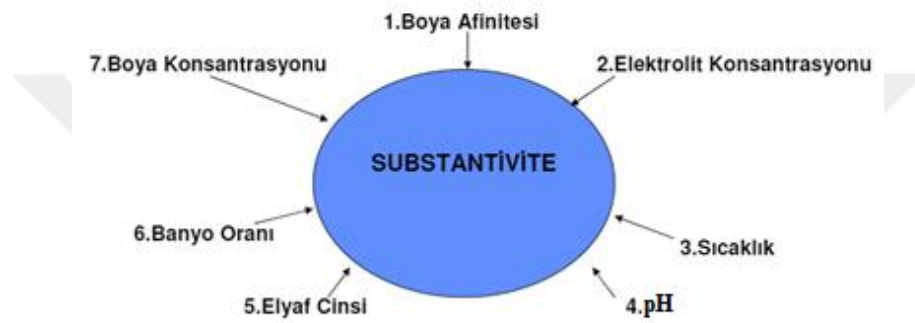 1.Boya Afinitesi
2.Elektrolit Konsantrasyonu
3.Sıcaklık
4.pH
5.Elyaf Cinsi
6.Banyo Oranı
7.Boya Konsantrasyonu
SUBSTANTİVİTE